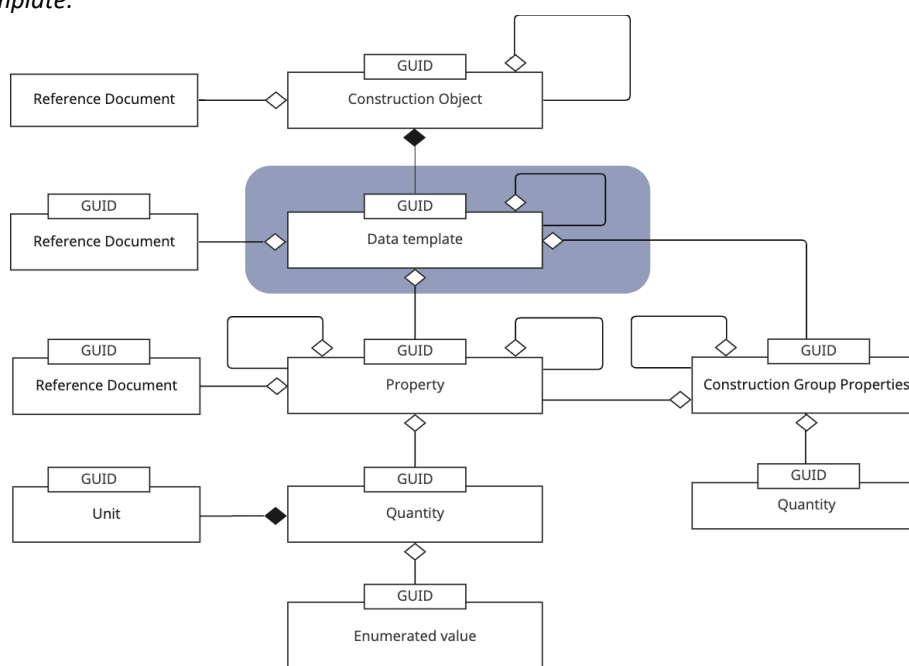 mplate.
GUID
Reference Document
Construction Object
GUID
GUID
Reference Document
Data template
GUID
GUID
GUID
Reference Document
Property
Construction Group Properties
GUID
GUID
GUID
Unit
Quantity
Quantity
GUID
Enumerated value